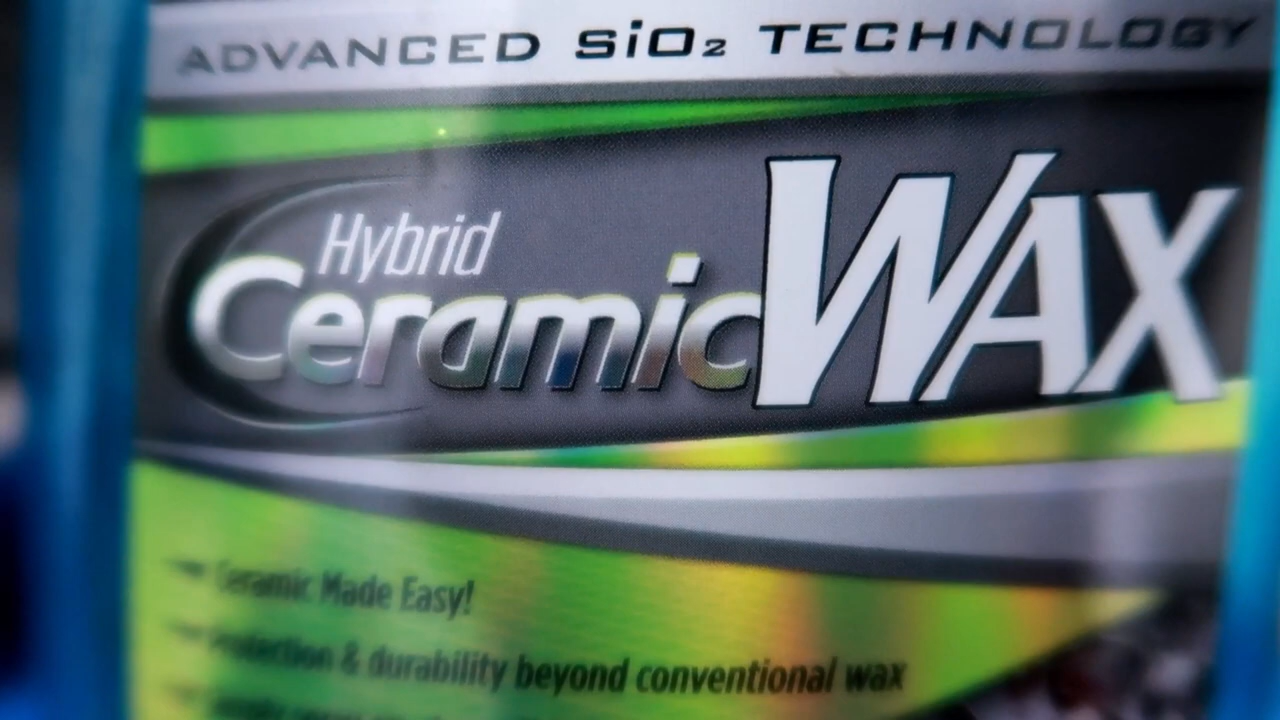 ADVANCED SiO₂ TECHNOLOGY
Hybrid
Ceramic WAX
Ceramic Made Easy!
Protection & durability beyond conventional wax